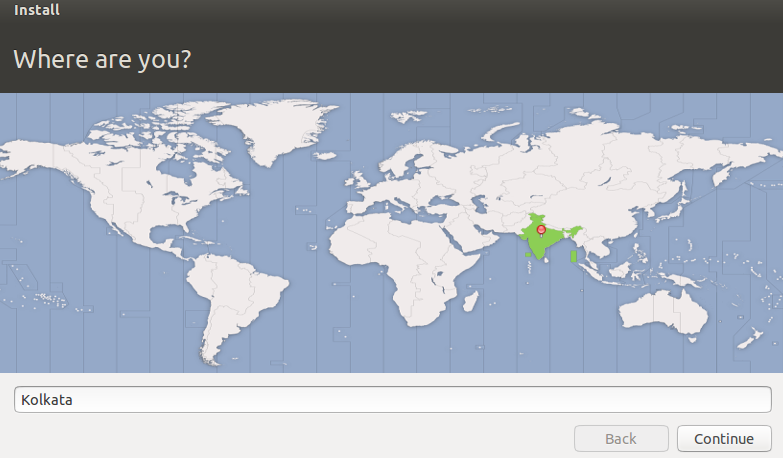 Install
Where are you?
Kolkata
Back
Continue